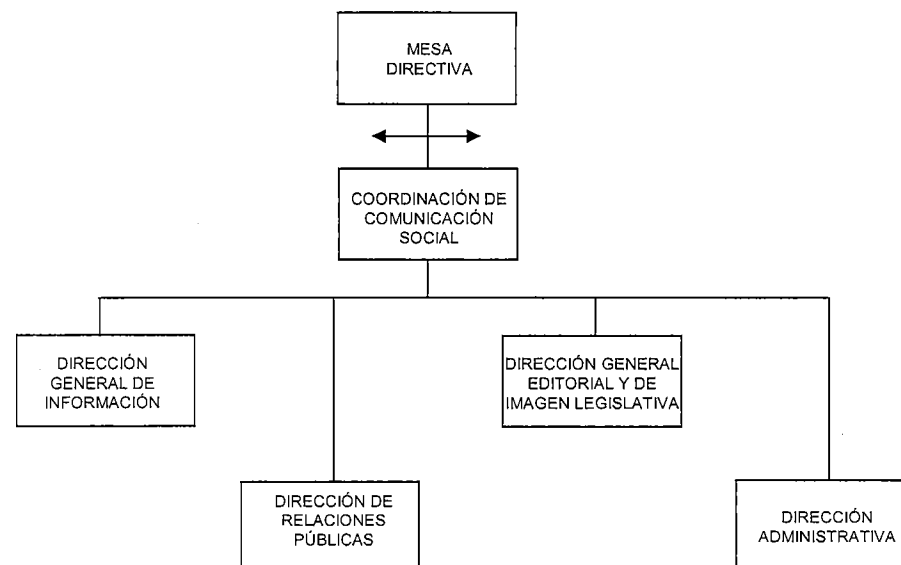 MESA
DIRECTIVA
COORDINACIÓN DE
COMUNICACIÓN
SOCIAL
DIRECCIÓN
GENERAL DE
INFORMACIÓN
DIRECCIÓN GENERAL
EDITORIAL Y DE
IMAGEN LEGISLATIVA
DIRECCIÓN DE
RELACIONES
PÚBLICAS
DIRECCIÓN
ADMINISTRATIVA